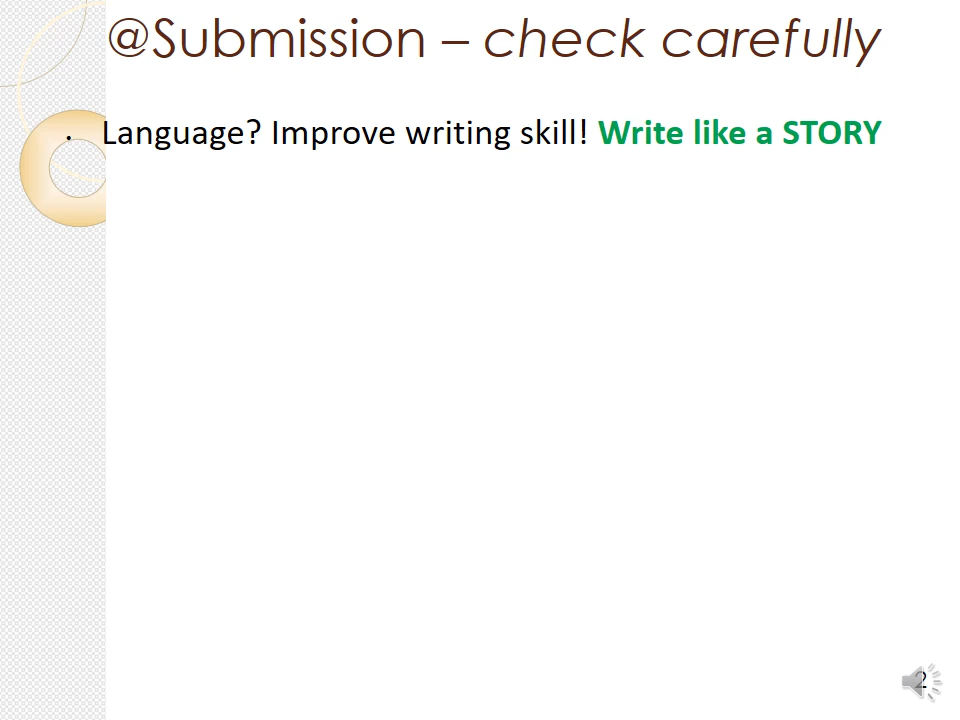 @Submission – check carefully
• Language? Improve writing skill! Write like a STORY
2